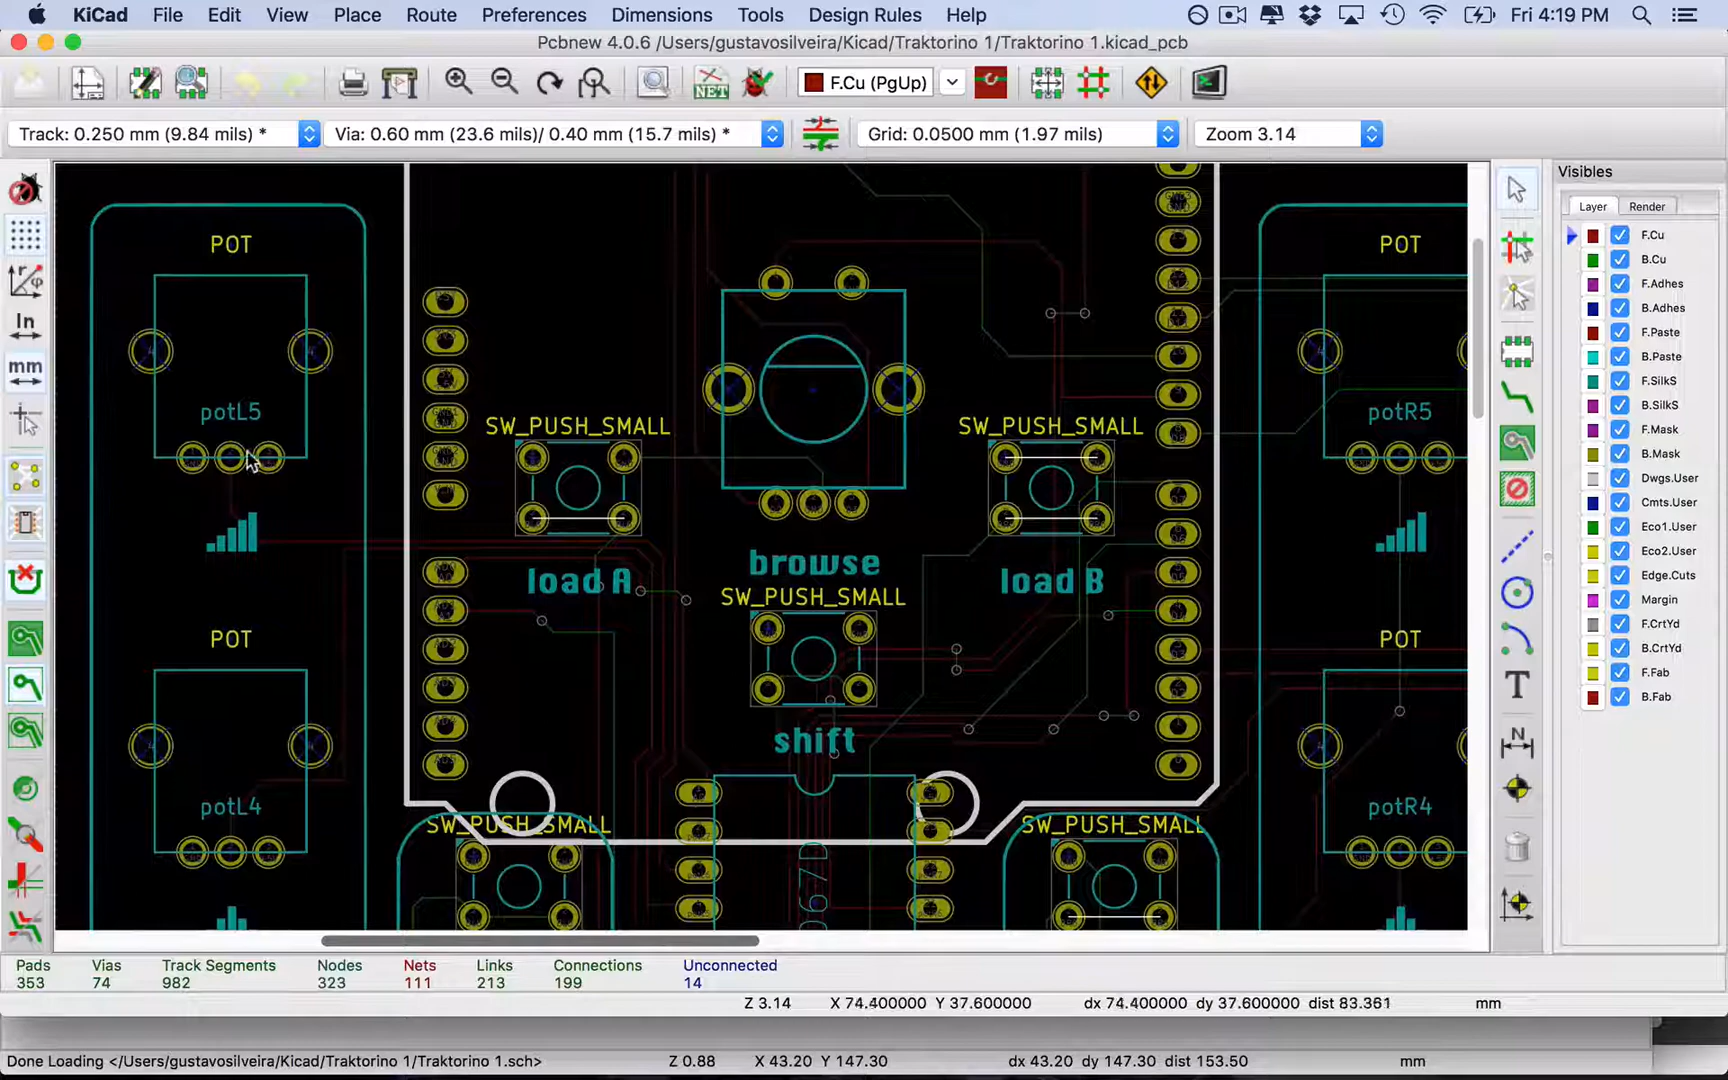 KiCad File Edit View Place Route Preferences Dimensions Tools Design Rules Help Fri 4:19 PM
Pcbnew 4.0.6 /Users/gustavosilveira/Kicad/Traktorino 1/Traktorino 1.kicad_pcb
NET F.Cu (PgUp)
Track: 0.250 mm (9.84 mils) * Via: 0.60 mm (23.6 mils)/ 0.40 mm (15.7 mils) * Grid: 0.0500 mm (1.97 mils) Zoom 3.14
Visibles
Layer Render
F.Cu
B.Cu
F.Adhes
B.Adhes
F.Paste
B.Paste
F.SilkS
B.SilkS
F.Mask
B.Mask
Dwgs.User
Cmts.User
Eco1.User
Eco2.User
Edge.Cuts
Margin
F.CrtYd
B.CrtYd
F.Fab
B.Fab
In
mm
POT
potL5
POT
potL4
SW_PUSH_SMALL
load A
browse
SW_PUSH_SMALL
shift
SW_PUSH_SMALL
load B
SW_PUSH_SMALL
SW_PUSH_SMALL
POT
potR5
POT
potR4
T
N
Pads Vias Track Segments Nodes Nets Links Connections Unconnected
353 74 982 323 111 213 199 14
Z 3.14 X 74.400000 Y 37.600000 dx 74.400000 dy 37.600000 dist 83.361 mm
Done Loading </Users/gustavosilveira/Kicad/Traktorino 1/Traktorino 1.sch> Z 0.88 X 43.20 Y 147.30 dx 43.20 dy 147.30 dist 153.50 mm